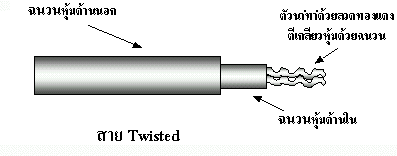 ฉนวนหุ้มด้านนอก
ตัวนำทำด้วยลวดทองแดง
ตีเกลียวหุ้มด้วยฉนวน
ฉนวนหุ้มด้านใน
สาย Twisted